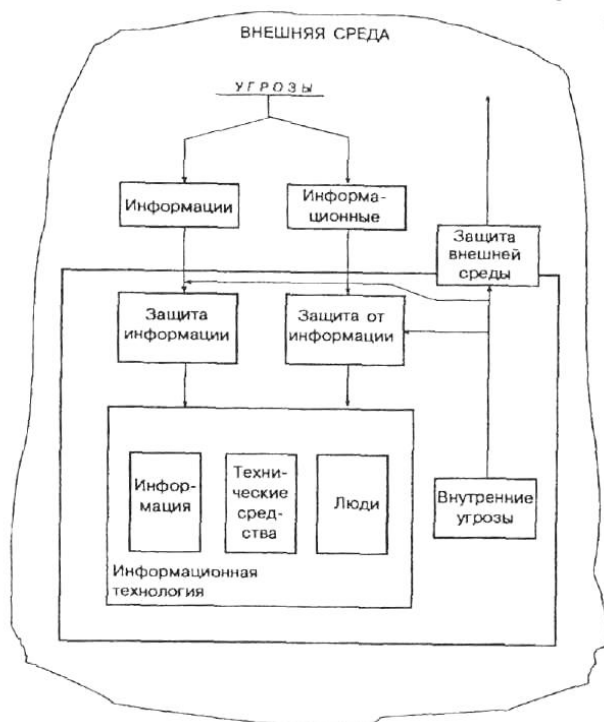 ВНЕШНЯЯ СРЕДА
УГРОЗЫ
Информации
Информа-
ционные
Защита
внешней
среды
Защита
информации
Защита от
информации
Инфор-
мация
Техни-
ческие
сред-
ства
Люди
Внутренние
угрозы
Информационная
технология